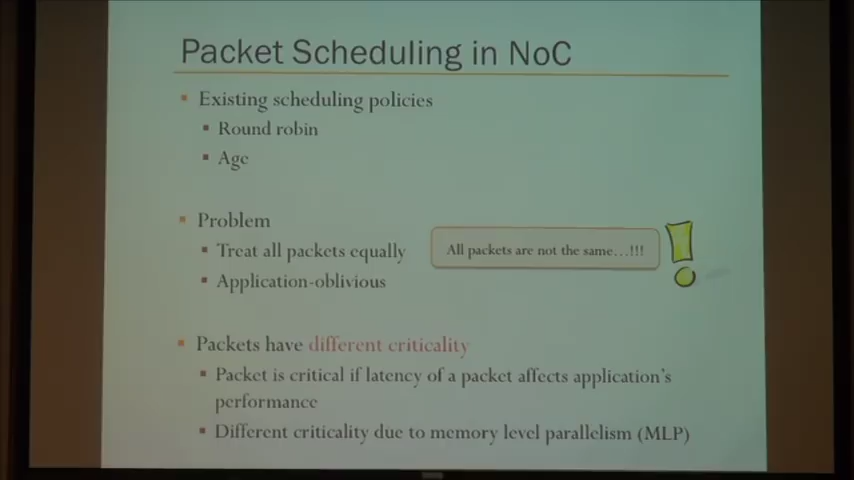 Packet Scheduling in NoC
Existing scheduling policies
Round robin
Age
Problem
Treat all packets equally
All packets are not the same...!!!
Application-oblivious
Packets have different criticality
Packet is critical if latency of a packet affects application's
performance
Different criticality due to memory level parallelism (MLP)